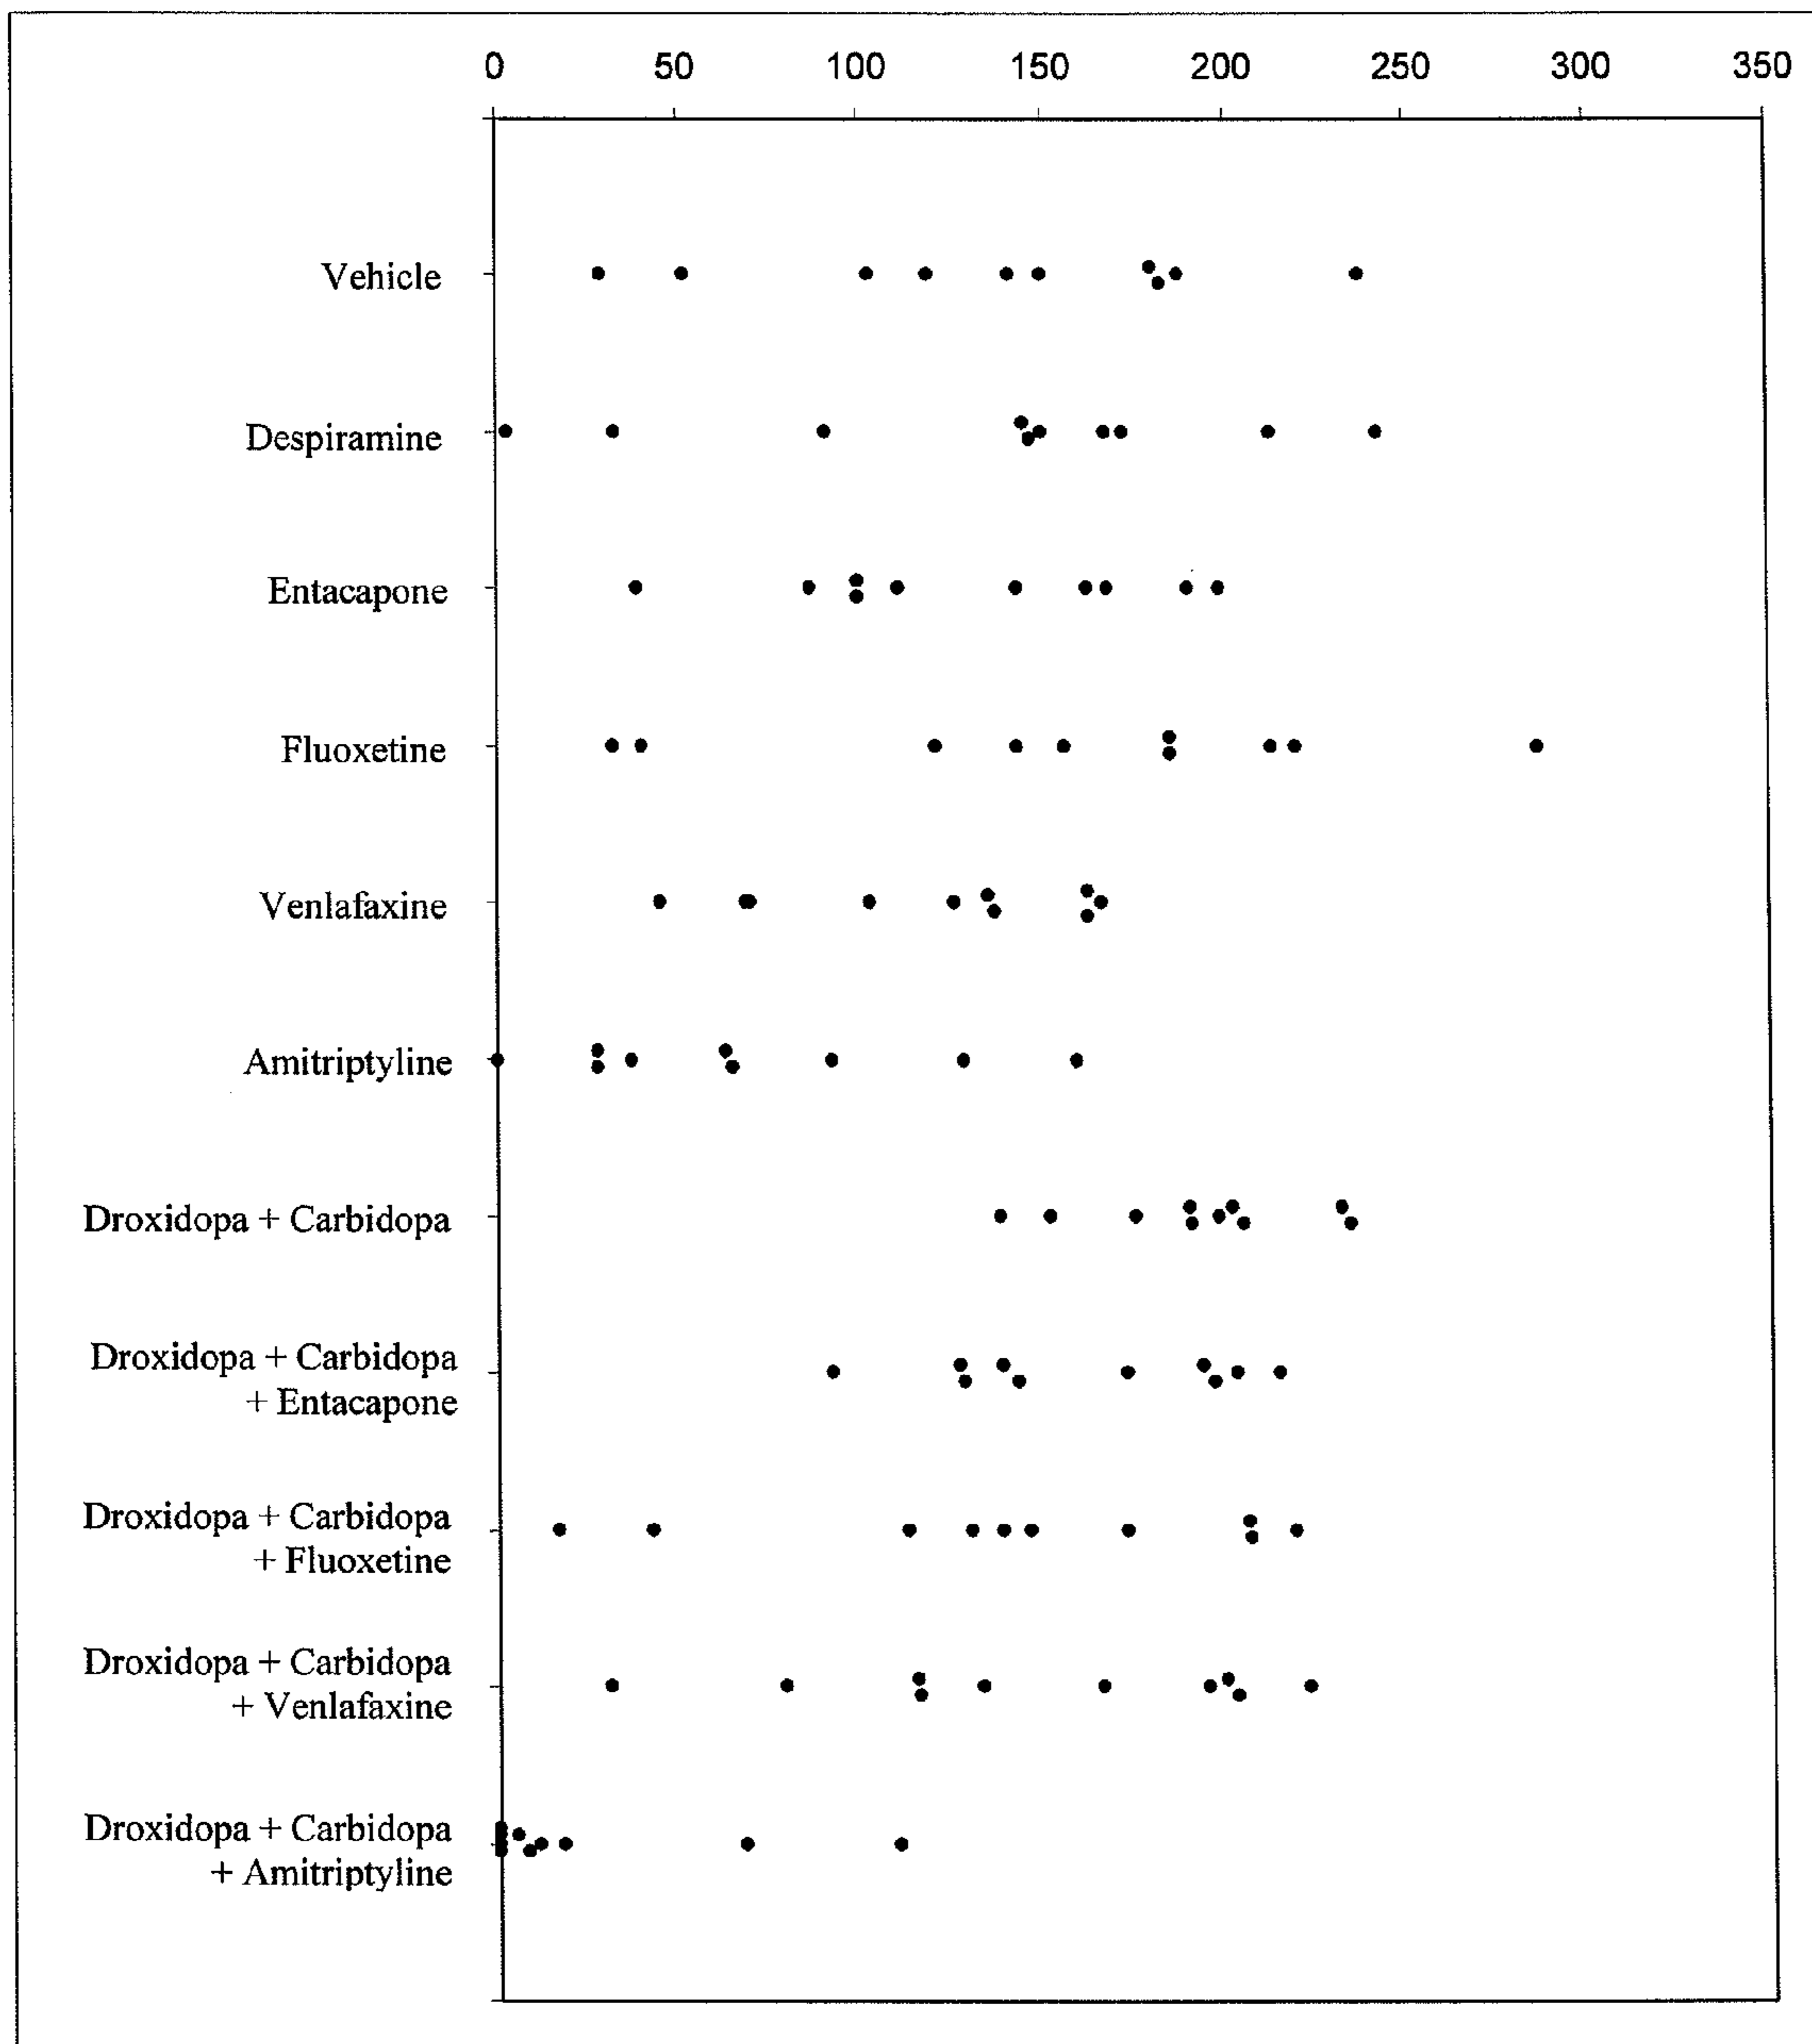 0 50 100 150 200 250 300 350
Vehicle
Despiramine
Entacapone
Fluoxetine
Venlafaxine
Amitriptyline
Droxidopa + Carbidopa
Droxidopa + Carbidopa
+ Entacapone
Droxidopa + Carbidopa
+ Fluoxetine
Droxidopa + Carbidopa
+ Venlafaxine
Droxidopa + Carbidopa
+ Amitriptyline